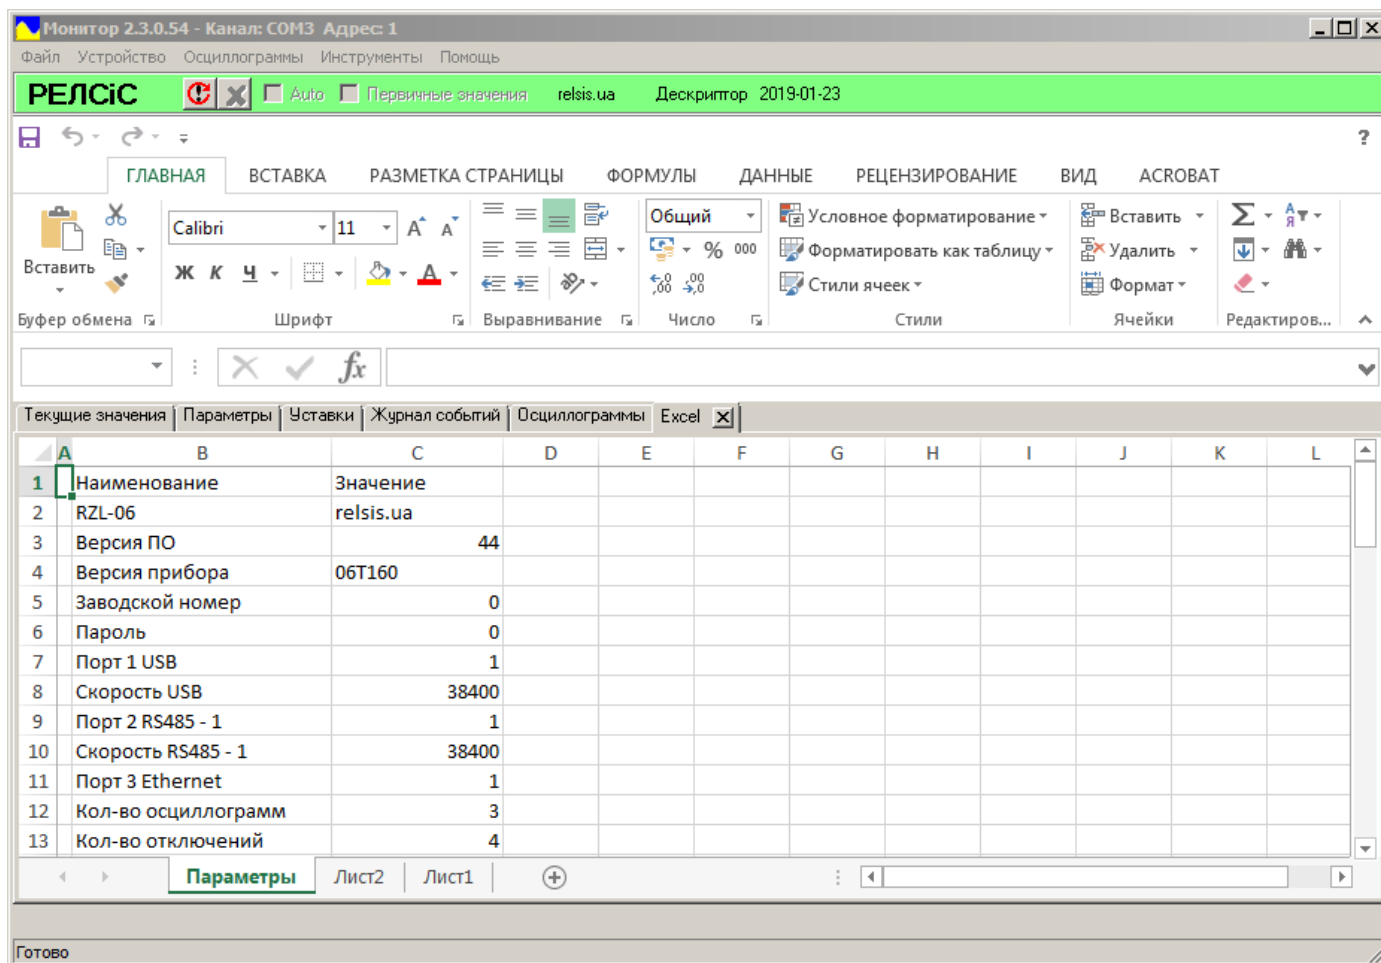 Монитор 2.3.0.54 - Канал: COM3 Адрес: 1
Файл Устройство Осциллограммы Инструменты Помощь
РЕЛСіС Auto Первичные значения relsis.ua Дескриптор 2019-01-23
?
ГЛАВНАЯ ВСТАВКА РАЗМЕТКА СТРАНИЦЫ ФОРМУЛЫ ДАННЫЕ РЕЦЕНЗИРОВАНИЕ ВИД ACROBAT
Calibri 11 Общий Условное форматирование Вставить
Вставить % 000 Форматировать как таблицу Удалить
Ж К Ч А Стили ячеек Формат
Буфер обмена Шрифт Выравнивание Число Стили Ячейки Редактиров...
fx
Текущие значения Параметры Уставки Журнал событий Осциллограммы Excel
A B C D E F G H I J K L
1 Наименование Значение
2 RZL-06 relsis.ua
3 Версия ПО 44
4 Версия прибора 06T160
5 Заводской номер 0
6 Пароль 0
7 Порт 1 USB 1
8 Скорость USB 38400
9 Порт 2 RS485 - 1 1
10 Скорость RS485 - 1 38400
11 Порт 3 Ethernet 1
12 Кол-во осциллограмм 3
13 Кол-во отключений 4
Параметры Лист2 Лист1
Готово